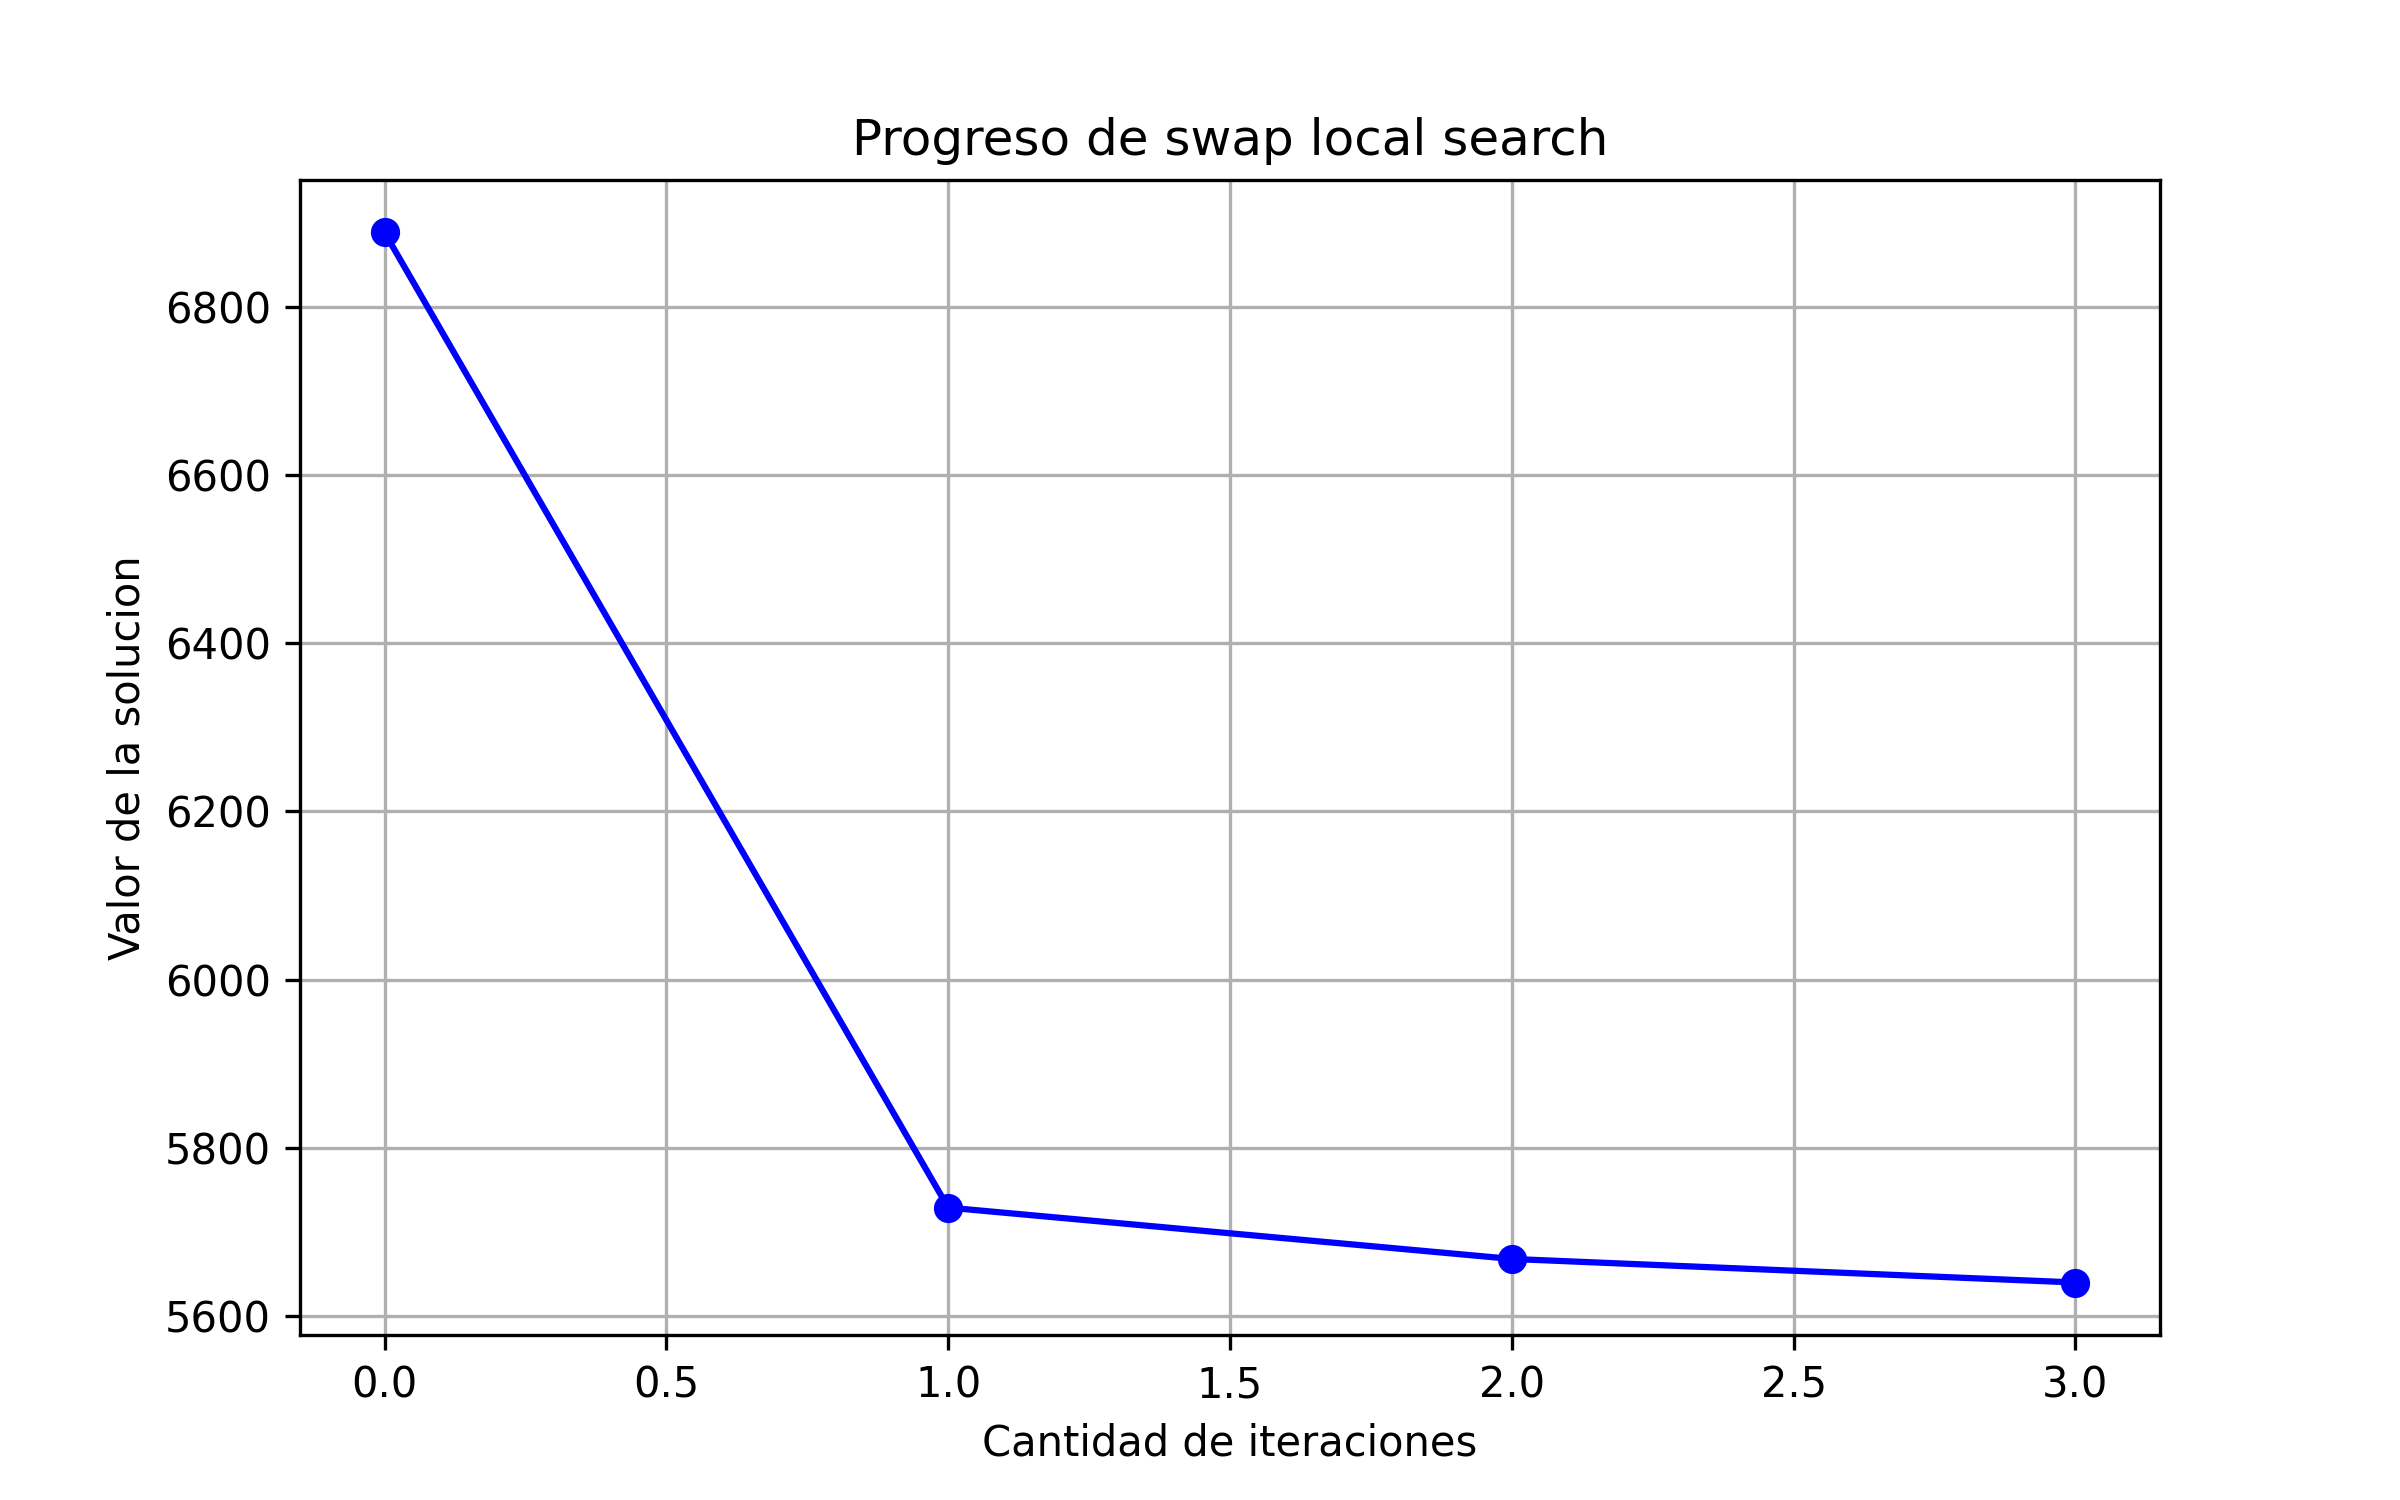 Progreso de swap local search
Valor de la solucion
6800
6600
6400
6200
6000
5800
5600
0.0 0.5 1.0 1.5 2.0 2.5 3.0
Cantidad de iteraciones